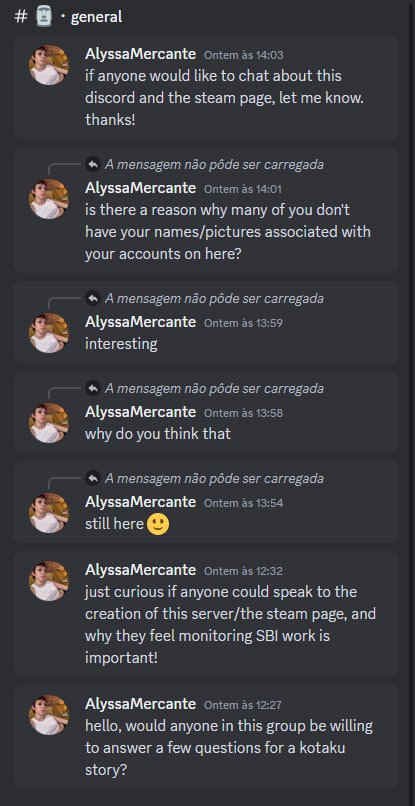 # 🗿 · general
AlyssaMercante Ontem às 14:03
if anyone would like to chat about this
discord and the steam page, let me know.
thanks!
A mensagem não pôde ser carregada
AlyssaMercante Ontem às 14:01
is there a reason why many of you don't
have your names/pictures associated with
your accounts on here?
A mensagem não pôde ser carregada
AlyssaMercante Ontem às 13:59
interesting
A mensagem não pôde ser carregada
AlyssaMercante Ontem às 13:58
why do you think that
A mensagem não pôde ser carregada
AlyssaMercante Ontem às 13:54
still here 🙂
AlyssaMercante Ontem às 12:32
just curious if anyone could speak to the
creation of this server/the steam page, and
why they feel monitoring SBI work is
important!
AlyssaMercante Ontem às 12:27
hello, would anyone in this group be willing
to answer a few questions for a kotaku
story?